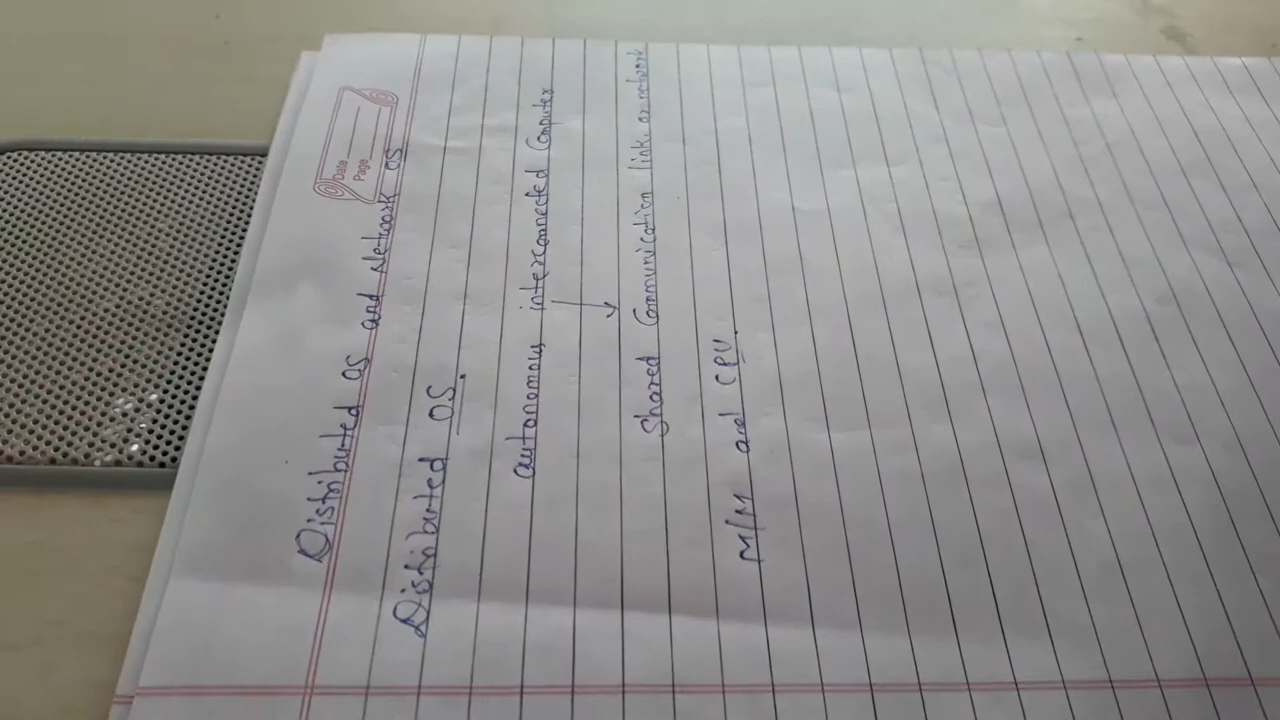 Date
Page
Distributed OS and Network OS
Distributed OS.
autonomous interconnected Computer
↓
Shared Communication link or network
M/M and CPU.